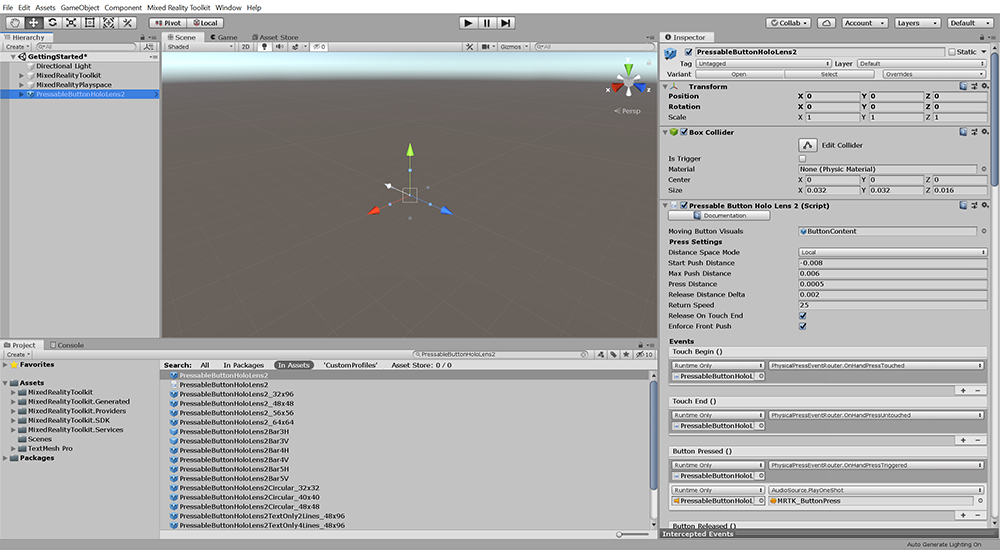 File Edit Assets GameObject Component Mixed Reality Toolkit Window Help
Pivot Local
Collab Account Layers Default
Hierarchy
Create All
GettingStarted*
Directional Light
MixedRealityToolkit
MixedRealityPlayspace
PressableButtonHoloLens2
Scene Game Asset Store
Shaded 2D 0 Gizmos All
y
x z
Persp
Project Console
Create PressableButtonHoloLens2 10
Favorites
Assets
MixedRealityToolkit
MixedRealityToolkit.Generated
MixedRealityToolkit.Providers
MixedRealityToolkit.SDK
MixedRealityToolkit.Services
Scenes
TextMesh Pro
Packages
Search: All In Packages In Assets 'CustomProfiles' Asset Store: 0 / 0
PressableButtonHoloLens2
PressableButtonHoloLens2
PressableButtonHoloLens2_32x96
PressableButtonHoloLens2_48x48
PressableButtonHoloLens2_56x56
PressableButtonHoloLens2_64x64
PressableButtonHoloLens2Bar3H
PressableButtonHoloLens2Bar3V
PressableButtonHoloLens2Bar4H
PressableButtonHoloLens2Bar4V
PressableButtonHoloLens2Bar5H
PressableButtonHoloLens2Bar5V
PressableButtonHoloLens2Circular_32x32
PressableButtonHoloLens2Circular_40x40
PressableButtonHoloLens2Circular_48x48
PressableButtonHoloLens2TextOnly2Lines_48x96
PressableButtonHoloLens2TextOnly4Lines_48x96
Inspector
PressableButtonHoloLens2 Static
Tag Untagged Layer Default
Variant Open Select Overrides
Transform
Position X 0 Y 0 Z 0
Rotation X 0 Y 0 Z 0
Scale X 1 Y 1 Z 1
Box Collider
Edit Collider
Is Trigger
Material None (Physic Material)
Center X 0 Y 0 Z 0
Size X 0.032 Y 0.032 Z 0.016
Pressable Button Holo Lens 2 (Script)
Documentation
Moving Button Visuals ButtonContent
Press Settings
Distance Space Mode Local
Start Push Distance -0.008
Max Push Distance 0.006
Press Distance 0.0005
Release Distance Delta 0.002
Return Speed 25
Release On Touch End
Enforce Front Push
Events
Touch Begin ()
Runtime Only PhysicalPressEventRouter.OnHandPressTouched
PressableButtonHoloL
Touch End ()
Runtime Only PhysicalPressEventRouter.OnHandPressUntouched
PressableButtonHoloL
Button Pressed ()
Runtime Only PhysicalPressEventRouter.OnHandPressTriggered
PressableButtonHoloL
Runtime Only AudioSource.PlayOneShot
PressableButtonHoloL MRTK_ButtonPress
Button Released ()
Intercepted Events
Auto Generate Lighting On